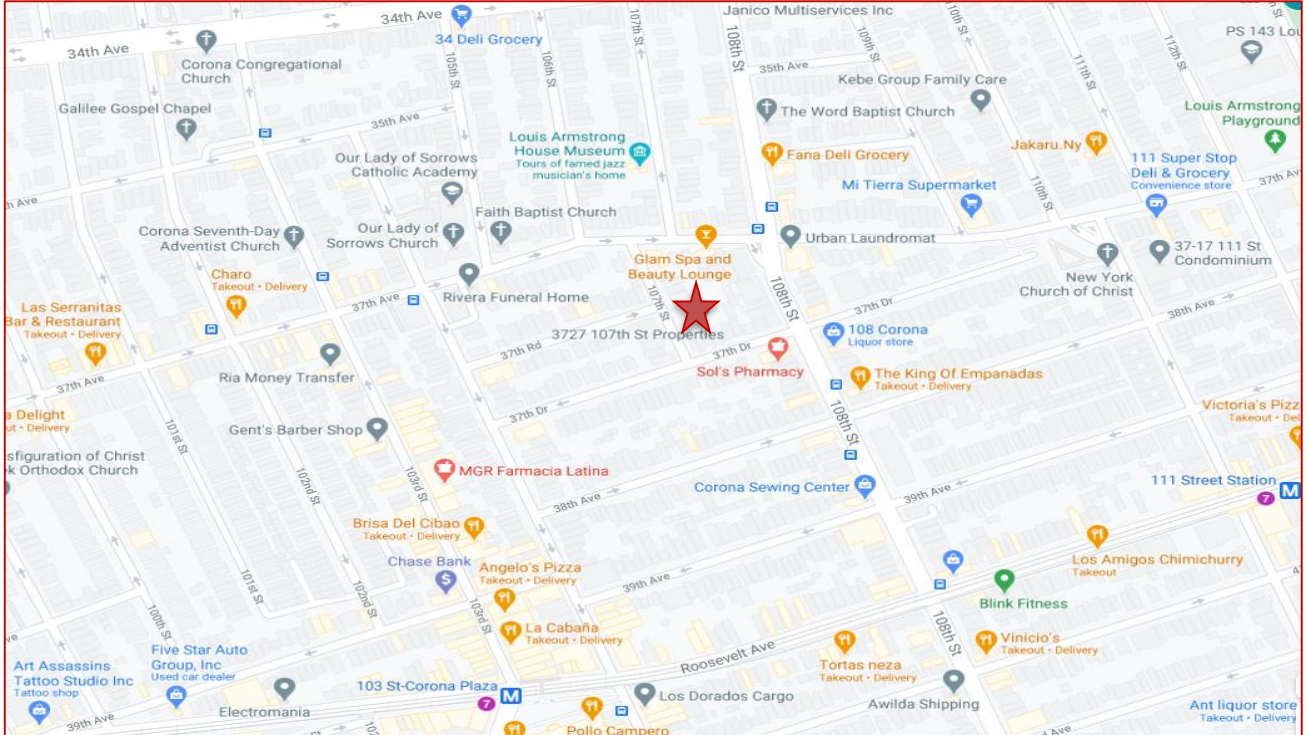 34th Ave
34th Ave
34 Deli Grocery
Janico Multiservices Inc
PS 143 Lou
Corona Congregational
Church
105th St
106th St
107th St
108th St
109th St
110th St
111th St
112th St
35th Ave
Kebe Group Family Care
Galilee Gospel Chapel
35th Ave
The Word Baptist Church
Louis Armstrong
Playground
Louis Armstrong
House Museum
Tours of famed jazz
musician's home
Jakaru.Ny
Our Lady of Sorrows
Catholic Academy
Fana Deli Grocery
111 Super Stop
Deli & Grocery
Convenience store
37th Av
Mi Tierra Supermarket
110th St
h Ave
Faith Baptist Church
Corona Seventh-Day
Adventist Church
Our Lady of
Sorrows Church
Urban Laundromat
37-17 111 St
Condominium
Glam Spa and
Beauty Lounge
New York
Church of Christ
Charo
Takeout • Delivery
Rivera Funeral Home
37th Ave
107th St
108th St
37th Dr
38th Ave
Las Serranitas
Bar & Restaurant
Takeout • Delivery
3727 107th St Properties
108 Corona
Liquor store
37th Rd
37th Dr
Sol's Pharmacy
Ria Money Transfer
37th Ave
The King Of Empanadas
Takeout • Delivery
a Delight
ut • Delivery
37th Dr
108th St
Victoria's Pizz
Takeout • Del
101st St
Gent's Barber Shop
sfiguration of Christ
k Orthodox Church
102nd St
103rd St
MGR Farmacia Latina
Corona Sewing Center
111 Street Station
M
7
38th Ave
39th Ave
Brisa Del Cibao
Takeout • Delivery
Chase Bank
Angelo's Pizza
Takeout • Delivery
Los Amigos Chimichurry
Takeout
101st St
102nd St
39th Ave
Blink Fitness
100th St
103rd St
La Cabaña
Takeout • Delivery
108th St
Vinicio's
Takeout • Delivery
Five Star Auto
Group, Inc
Used car dealer
Roosevelt Ave
Art Assassins
Tattoo Studio Inc
Tattoo shop
Tortas neza
Takeout • Delivery
103 St-Corona Plaza
M
7
Los Dorados Cargo
Awilda Shipping
Electromania
Ant liquor store
Takeout • Delivery
39th Ave
Pollo Campero